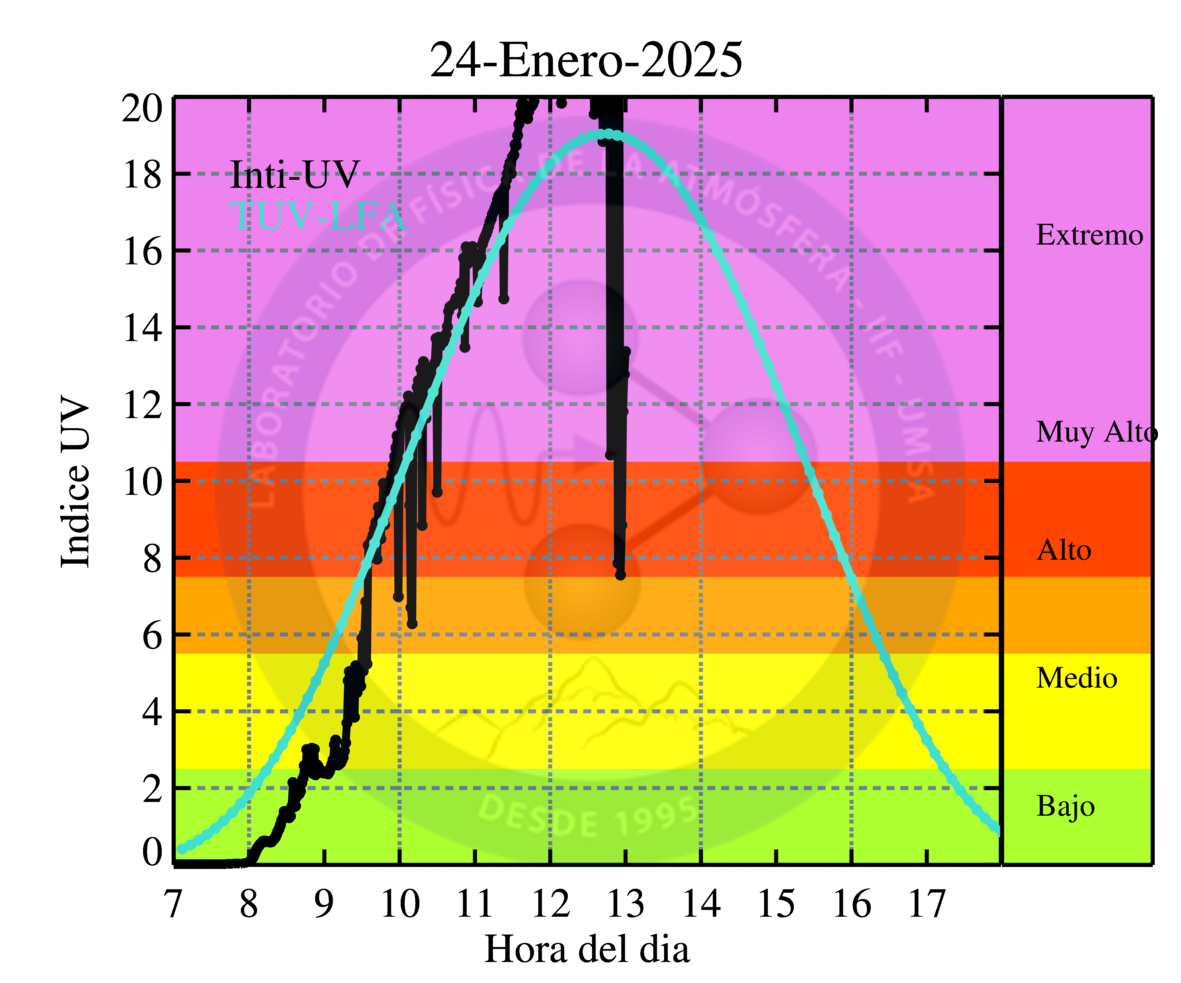 24-Enero-2025
20
18
16
14
12
10
8
6
4
2
0
Indice UV
Inti-UV
TUV-LFA
LABORATORIO DE FÍSICA DE LA ATMÓSFERA - IIF - UMSA
DESDE 1995
Extremo
Muy Alto
Alto
Medio
Bajo
7 8 9 10 11 12 13 14 15 16 17
Hora del dia